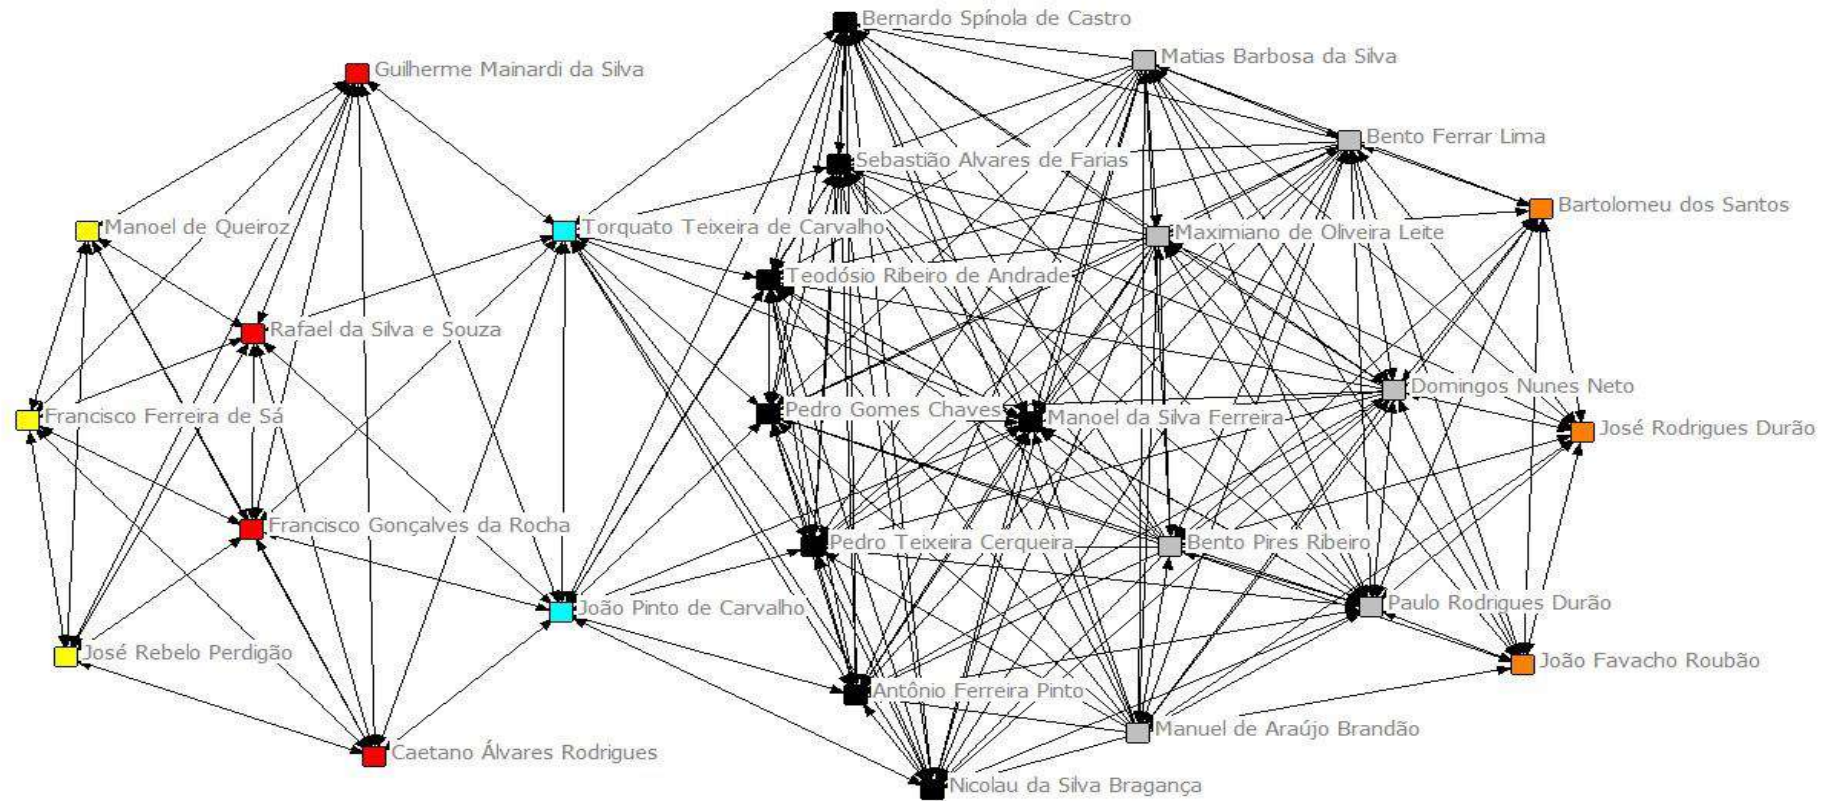 Bernardo Spínola de Castro
Matias Barbosa da Silva
Guilherme Mainardi da Silva
Bento Ferrar Lima
Sebastião Alvares de Farias
Bartolomeu dos Santos
Manoel de Queiroz
Torquato Teixeira de Carvalho
Maximiano de Oliveira Leite
Teodósio Ribeiro de Andrade
Rafael da Silva e Souza
Domingos Nunes Neto
Francisco Ferreira de Sá
Pedro Gomes Chaves
Manoel da Silva Ferreira
José Rodrigues Durão
Francisco Gonçalves da Rocha
Pedro Teixeira Cerqueira
Bento Pires Ribeiro
João Pinto de Carvalho
Paulo Rodrigues Durão
José Rebelo Perdigão
João Favacho Roubão
Antônio Ferreira Pinto
Manuel de Araújo Brandão
Caetano Álvares Rodrigues
Nicolau da Silva Bragança